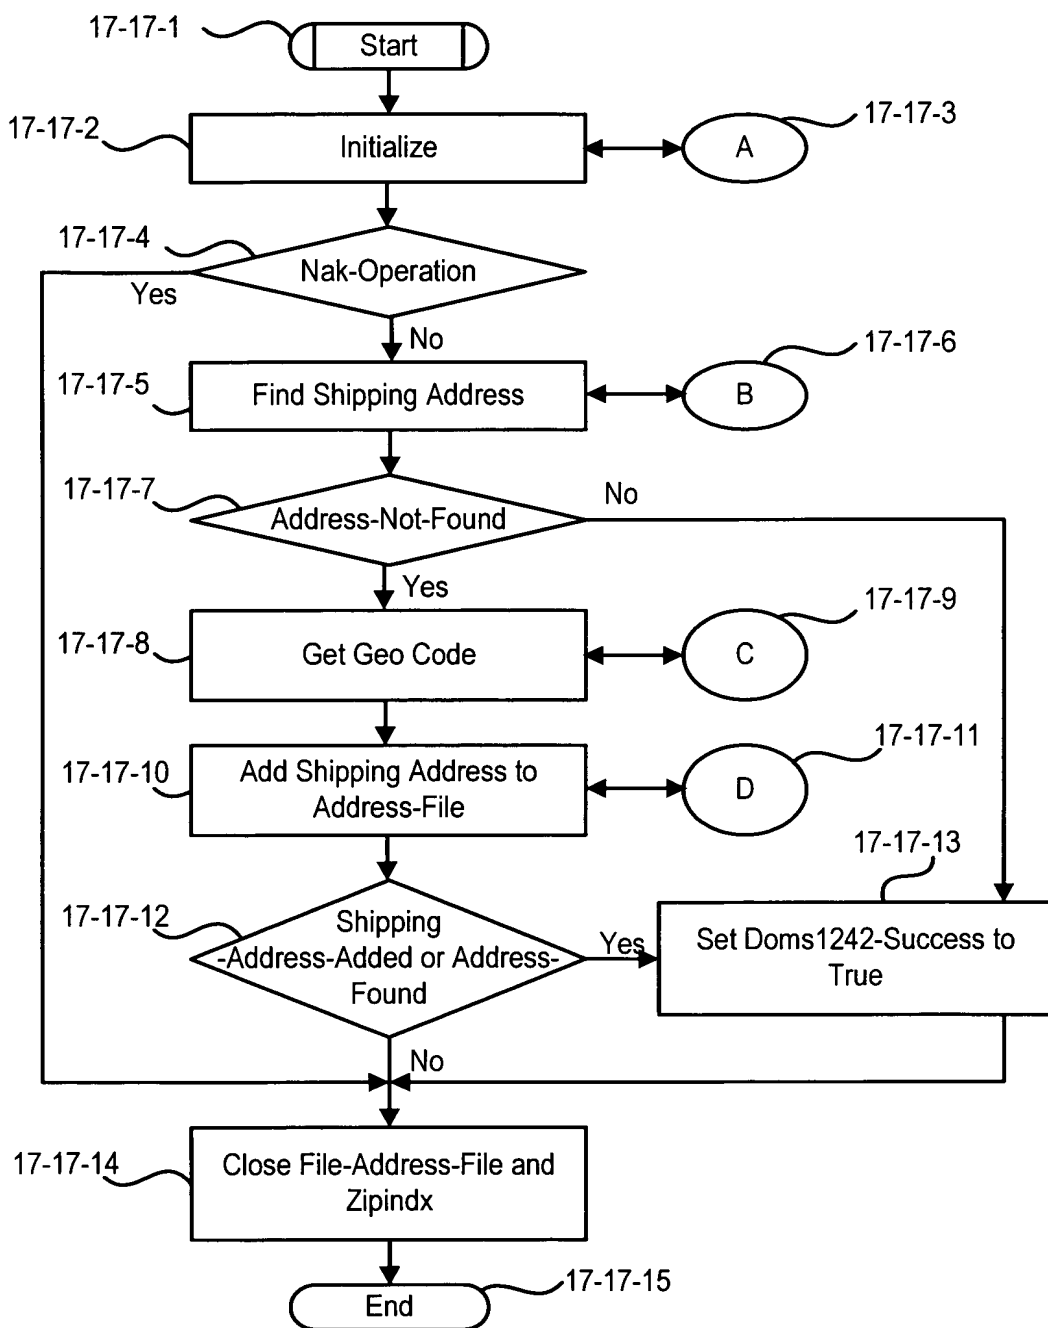 17-17-1
Start
17-17-2
Initialize
A
17-17-3
17-17-4
Nak-Operation
Yes
No
17-17-5
Find Shipping Address
B
17-17-6
17-17-7
Address-Not-Found
No
Yes
17-17-8
Get Geo Code
C
17-17-9
17-17-10
Add Shipping Address to
Address-File
D
17-17-11
17-17-12
Shipping
-Address-Added or Address-
Found
Yes
No
17-17-13
Set Doms1242-Success to
True
17-17-14
Close File-Address-File and
Zipindx
End
17-17-15